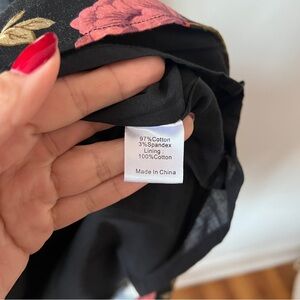 97%Cotton
3%Spandex
Lining
100%Cotton
Made In China